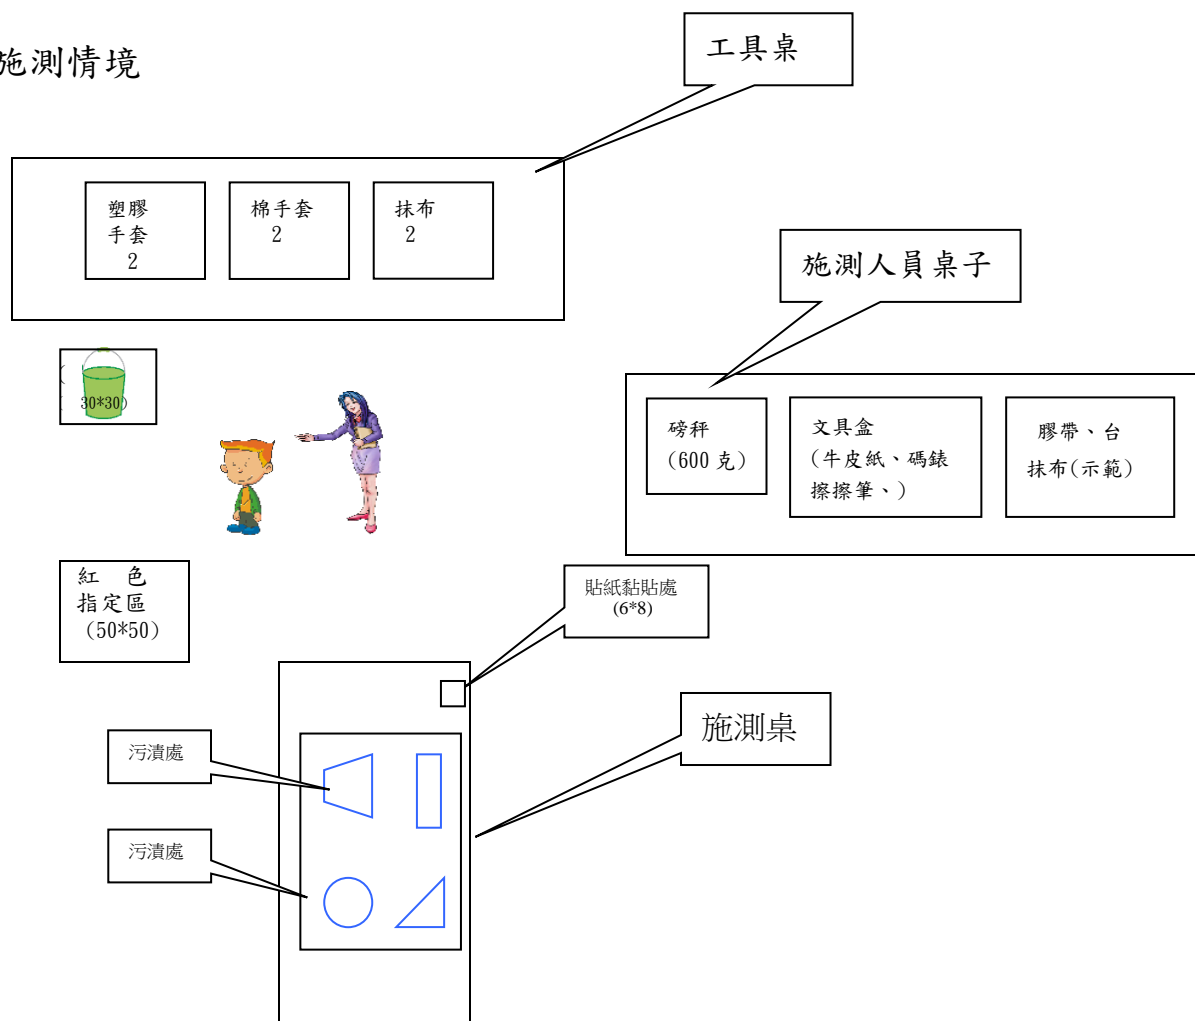 施測情境
工具桌
塑膠
手套
2
棉手套
2
抹布
2
施測人員桌子
(
30*30)
磅秤
(600克)
文具盒
(牛皮紙、碼錶
擦擦筆、)
膠帶、台
抹布(示範)
紅 色
指定區
(50*50)
貼紙黏貼處
(6*8)
施測桌
污漬處
污漬處